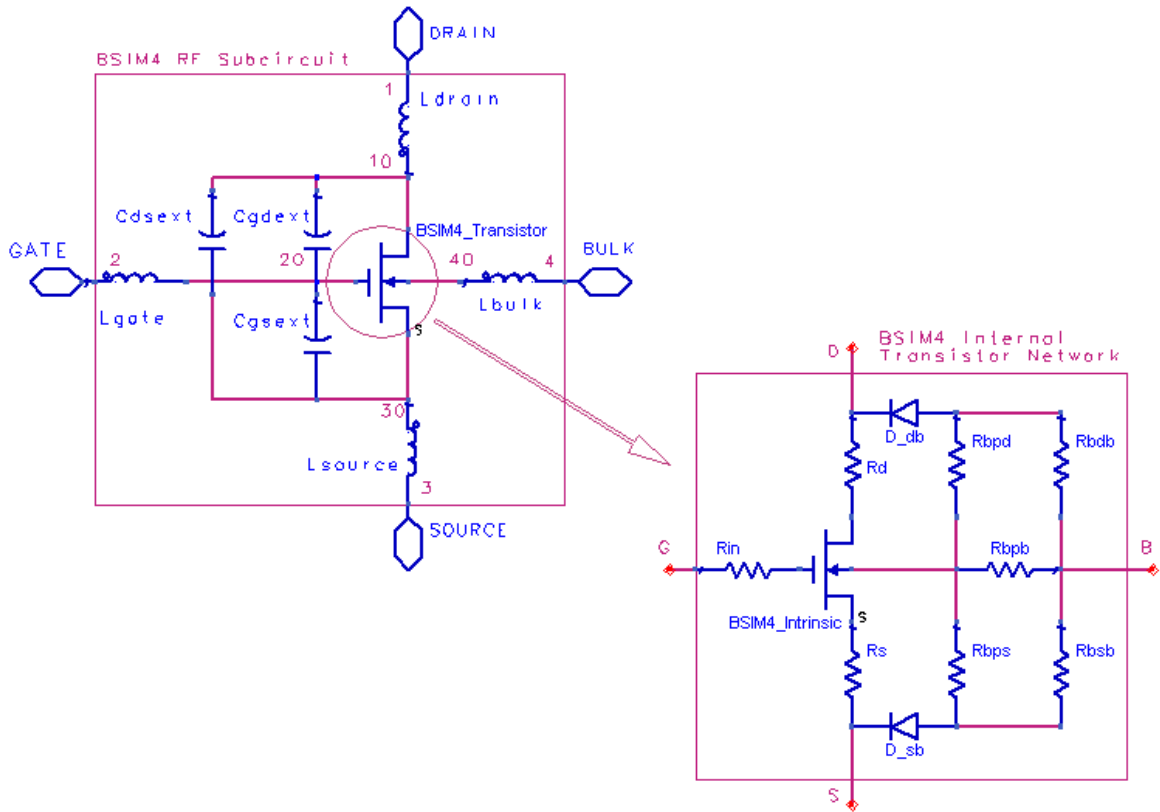 DRAIN
BSIM4 RF Subcircuit
1
Ldrain
10
Cdsext
Cgdext
BSIM4_Transistor
GATE
2
20
40
4
BULK
Lgate
Cgsext
Lbulk
S
30
Lsource
3
SOURCE
BSIM4 Internal
Transistor Network
D
D_db
Rbpd
Rbdb
Rd
G
Rin
Rbpb
B
BSIM4_Intrinsic
S
Rs
Rbps
Rbsb
D_sb
S